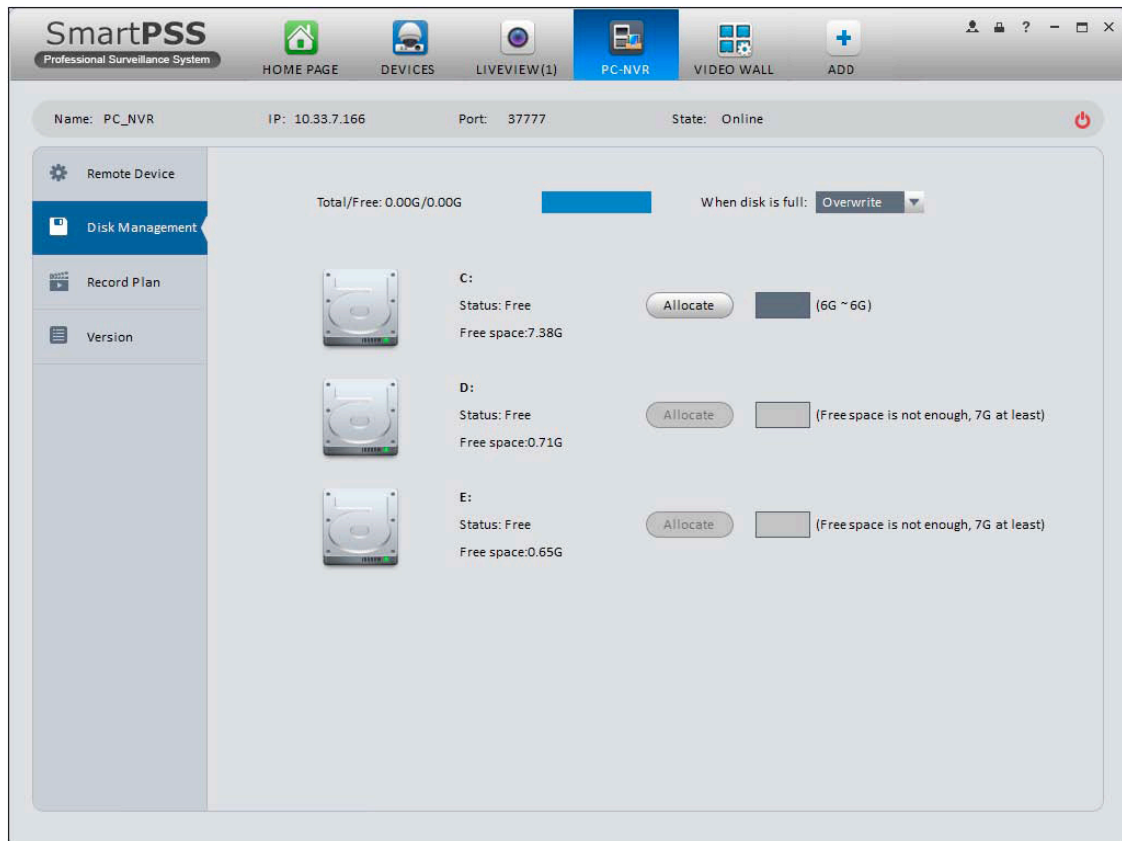 SmartPSS
Professional Surveillance System
HOME PAGE
DEVICES
LIVEVIEW(1)
PC-NVR
VIDEO WALL
ADD
?
Name: PC_NVR
IP: 10.33.7.166
Port: 37777
State: Online
Remote Device
Disk Management
Record Plan
Version
Total/Free: 0.00G/0.00G
When disk is full: Overwrite
C:
Status: Free
Allocate
(6G ~ 6G)
Free space:7.38G
D:
Status: Free
Allocate
(Free space is not enough, 7G at least)
Free space:0.71G
E:
Status: Free
Allocate
(Free space is not enough, 7G at least)
Free space:0.65G